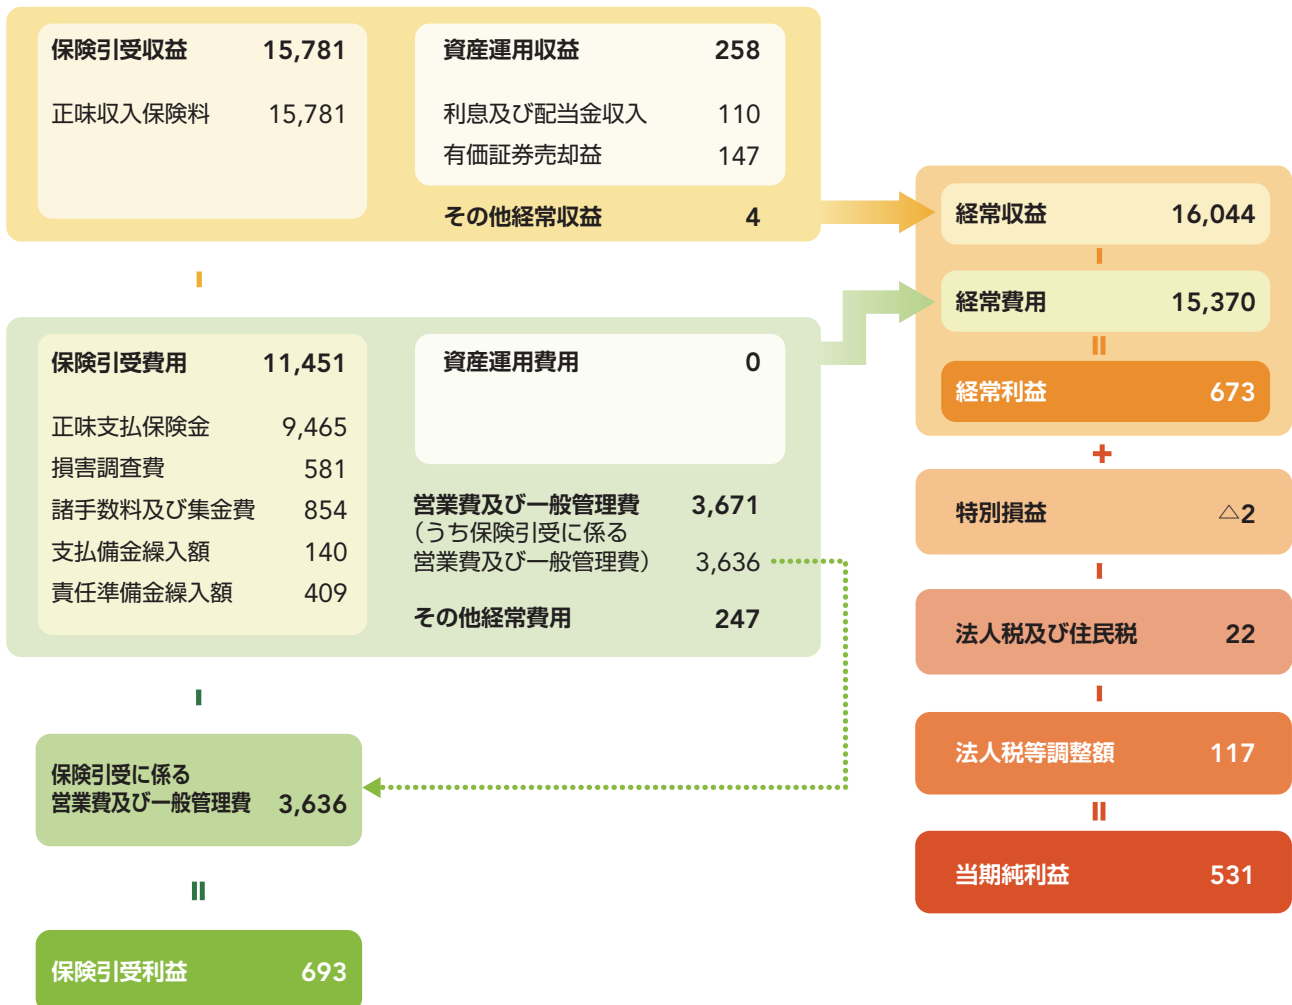 保険引受収益 15,781
正味収入保険料 15,781
資産運用収益 258
利息及び配当金収入 110
有価証券売却益 147
その他経常収益 4
保険引受費用 11,451
正味支払保険金 9,465
損害調査費 581
諸手数料及び集金費 854
支払備金繰入額 140
責任準備金繰入額 409
資産運用費用 0
営業費及び一般管理費 3,671
(うち保険引受に係る
営業費及び一般管理費) 3,636
その他経常費用 247
保険引受に係る
営業費及び一般管理費 3,636
保険引受利益 693
経常収益 16,044
経常費用 15,370
経常利益 673
特別損益 △2
法人税及び住民税 22
法人税等調整額 117
当期純利益 531